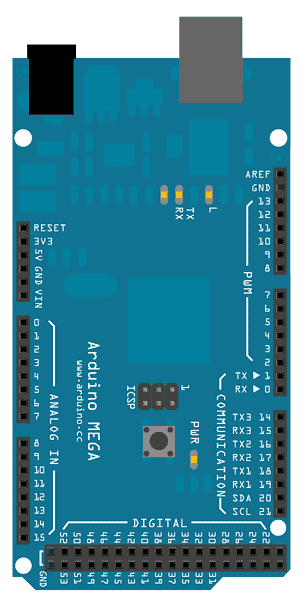 AREF
GND
13
12
11
10
9
8
PWM
7
6
5
4
3
2
TX ▶ 1
RX ▶ 0
TX
RX
L
RESET
3V3
5V
GND
VIN
0
1
2
3
4
5
6
7
ANALOG IN
8
9
10
11
12
13
14
15
Arduino MEGA
www.arduino.cc
ICSP
1
PWR
COMMUNICATION
TX3 14
RX3 15
TX2 16
RX2 17
TX1 18
RX1 19
SDA 20
SCL 21
DIGITAL
52 50 48 46 44 42 40 38 36 34 32 30 28 26 24 22
GND
53 51 49 47 45 43 41 39 37 35 33 31